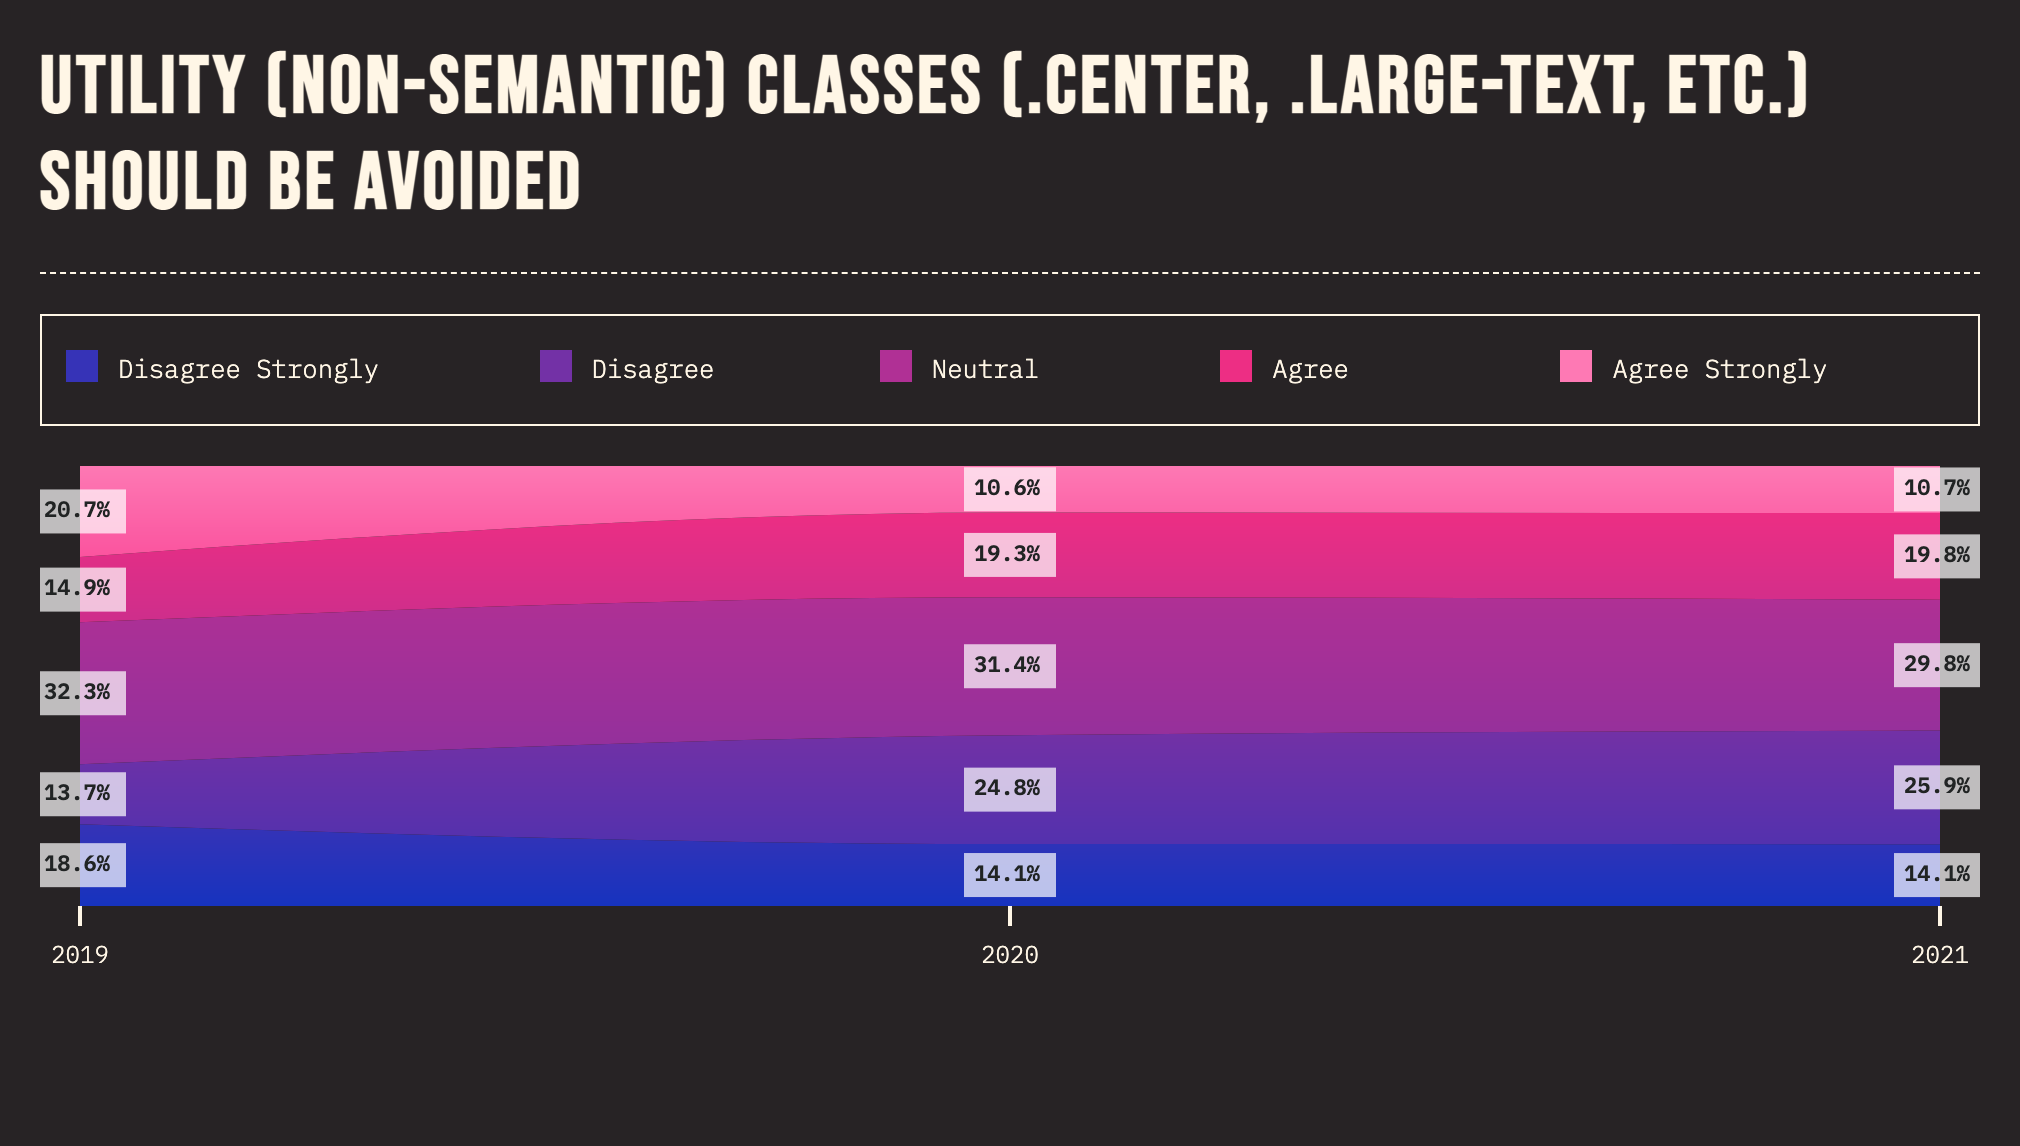 UTILITY (NON-SEMANTIC) CLASSES (.CENTER, .LARGE-TEXT, ETC.)
SHOULD BE AVOIDED
Disagree Strongly
Disagree
Neutral
Agree
Agree Strongly
20.7%
14.9%
32.3%
13.7%
18.6%
10.6%
19.3%
31.4%
24.8%
14.1%
10.7%
19.8%
29.8%
25.9%
14.1%
2019
2020
2021